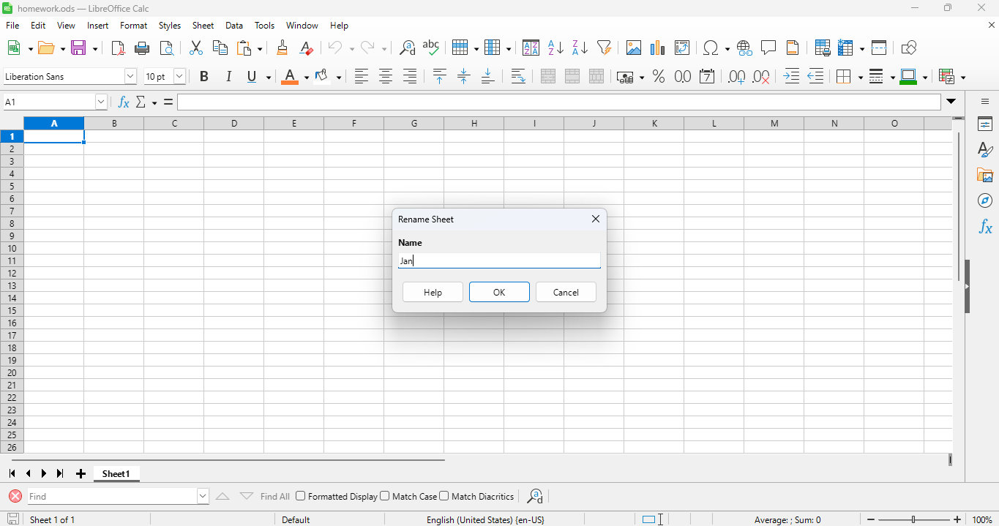 homework.ods — LibreOffice Calc
File Edit View Insert Format Styles Sheet Data Tools Window Help
Liberation Sans 10 pt
A1
A B C D E F G H I J K L M N O
1
2
3
4
5
6
7
8
9
10
11
12
13
14
15
16
17
18
19
20
21
22
23
24
25
26
Rename Sheet
Name
Jan
Help OK Cancel
Sheet1
Find Find All Formatted Display Match Case Match Diacritics
Sheet 1 of 1 Default English (United States) {en-US} Average: ; Sum: 0 100%